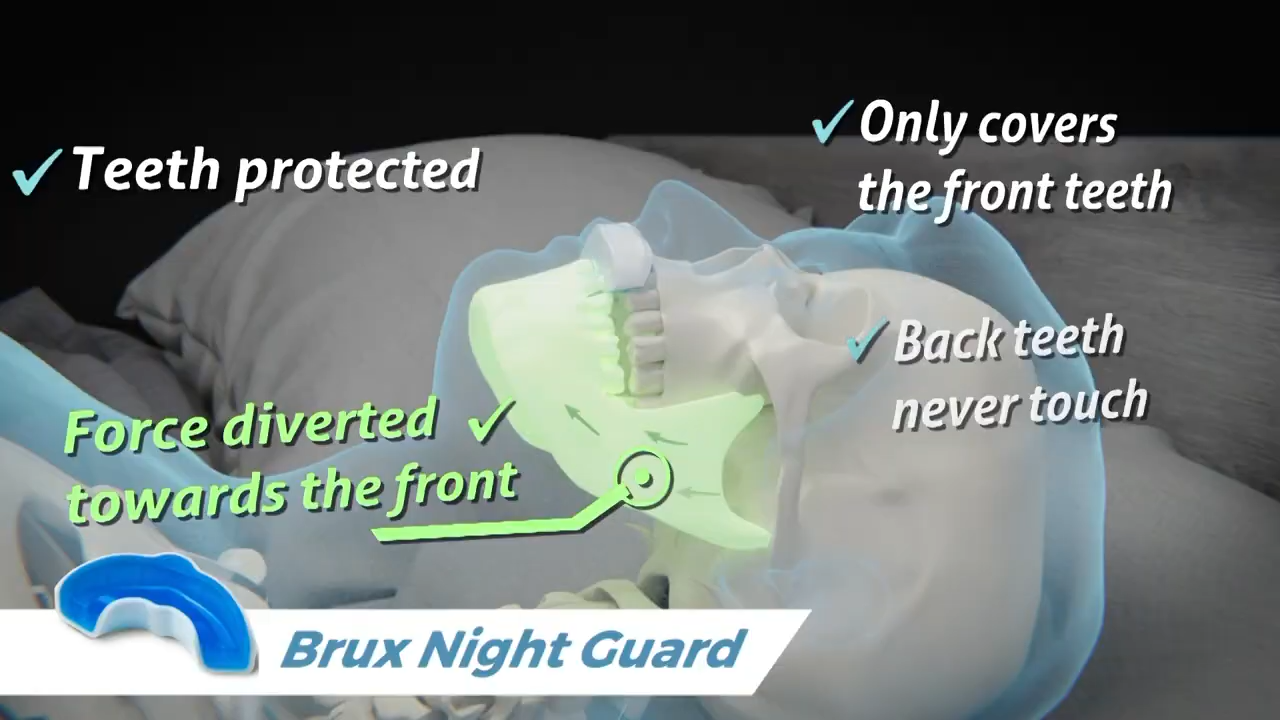 Teeth protected
Only covers
the front teeth
Back teeth
never touch
Force diverted
towards the front
Brux Night Guard